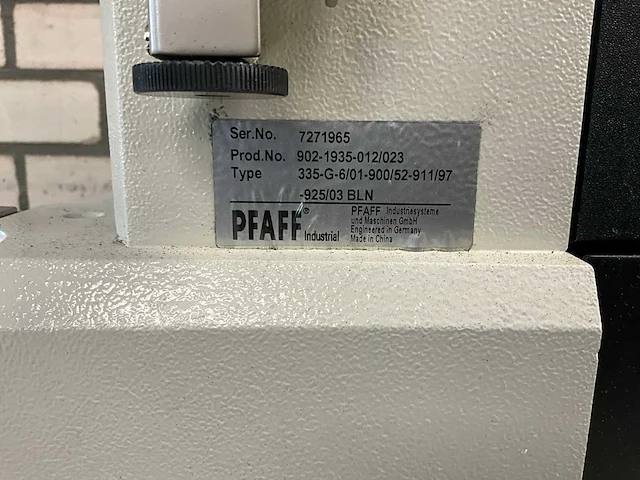 Ser.No. 7271965
Prod.No. 902-1935-012/023
Type 335-G-6/01-900/52-911/97
-925/03 BLN
PFAFF® Industrial
PFAFF Industriesysteme
und Maschinen GmbH
Engineered in Germany
Made in China